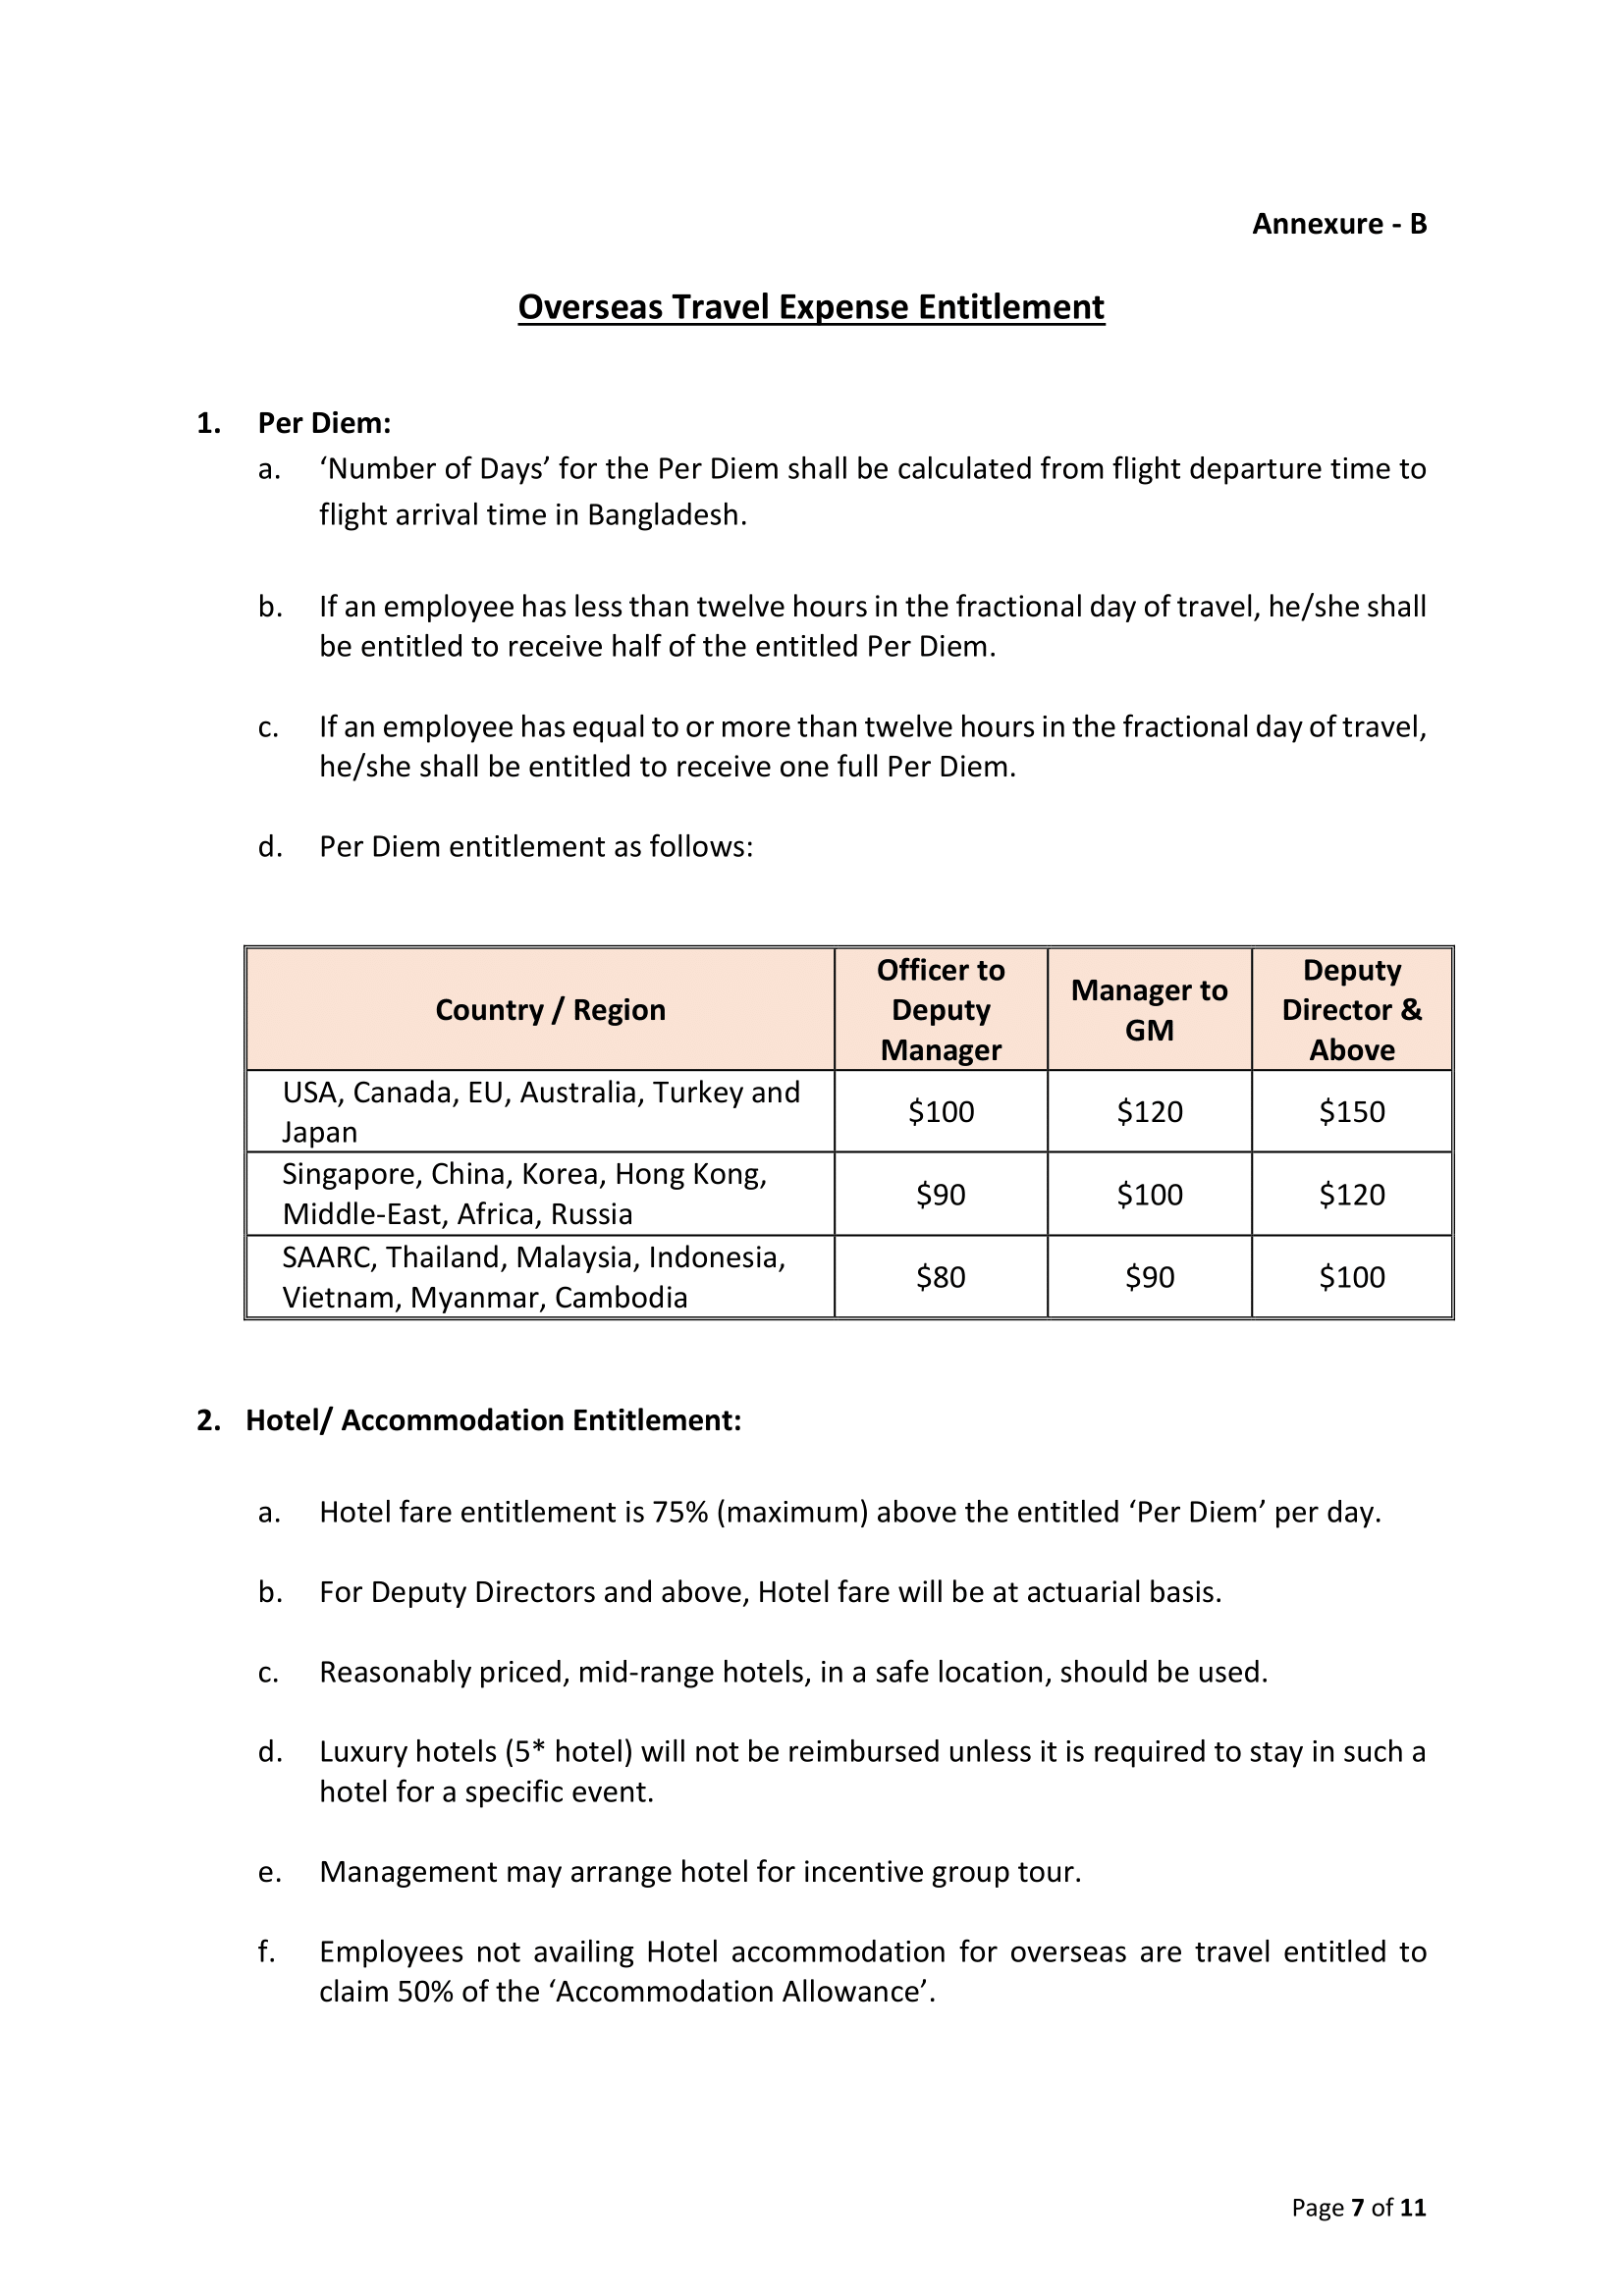 Annexure - B
Overseas Travel Expense Entitlement
1. Per Diem:
a. ‘Number of Days’ for the Per Diem shall be calculated from flight departure time to
flight arrival time in Bangladesh.
b. If an employee has less than twelve hours in the fractional day of travel, he/she shall
be entitled to receive half of the entitled Per Diem.
c. If an employee has equal to or more than twelve hours in the fractional day of travel,
he/she shall be entitled to receive one full Per Diem.
d. Per Diem entitlement as follows:
Country / Region
Officer to
Deputy
Manager
Manager to
GM
Deputy
Director &
Above
USA, Canada, EU, Australia, Turkey and
Japan
$100
$120
$150
Singapore, China, Korea, Hong Kong,
Middle-East, Africa, Russia
$90
$100
$120
SAARC, Thailand, Malaysia, Indonesia,
Vietnam, Myanmar, Cambodia
$80
$90
$100
2. Hotel/ Accommodation Entitlement:
a. Hotel fare entitlement is 75% (maximum) above the entitled ‘Per Diem’ per day.
b. For Deputy Directors and above, Hotel fare will be at actuarial basis.
c. Reasonably priced, mid-range hotels, in a safe location, should be used.
d. Luxury hotels (5* hotel) will not be reimbursed unless it is required to stay in such a
hotel for a specific event.
e. Management may arrange hotel for incentive group tour.
f. Employees not availing Hotel accommodation for overseas are travel entitled to
claim 50% of the ‘Accommodation Allowance’.
Page 7 of 11